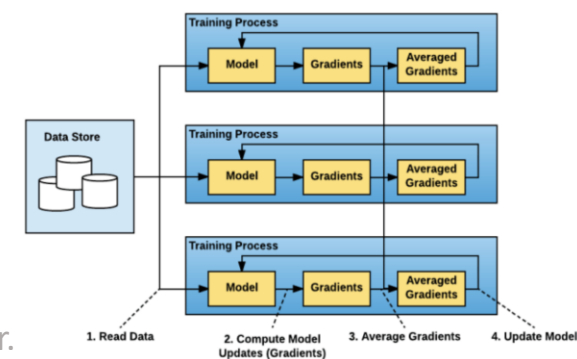 Training Process
Model
Gradients
Averaged
Gradients
Data Store
Training Process
Model
Gradients
Averaged
Gradients
Training Process
Model
Gradients
Averaged
Gradients
r.
1. Read Data
2. Compute Model
Updates (Gradients)
3. Average Gradients
4. Update Model